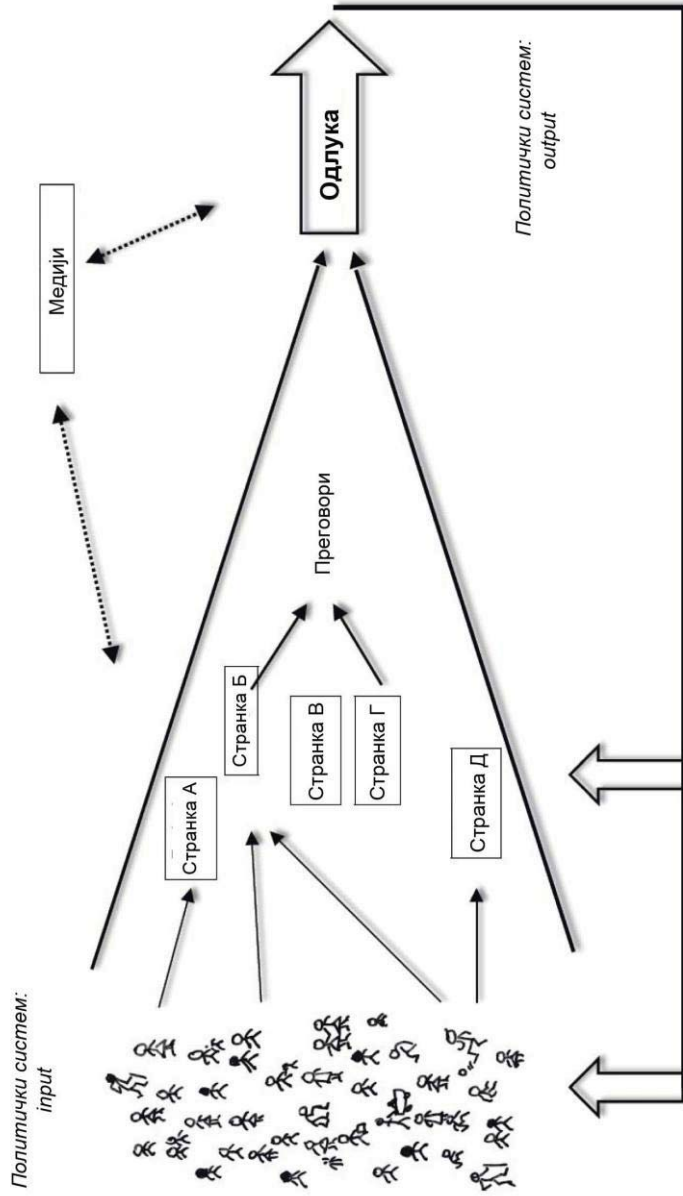 Политички систем:
input
Странка А
Странка Б
Странка В
Странка Г
Странка Д
Преговори
Медији
Одлука
Политички систем:
output